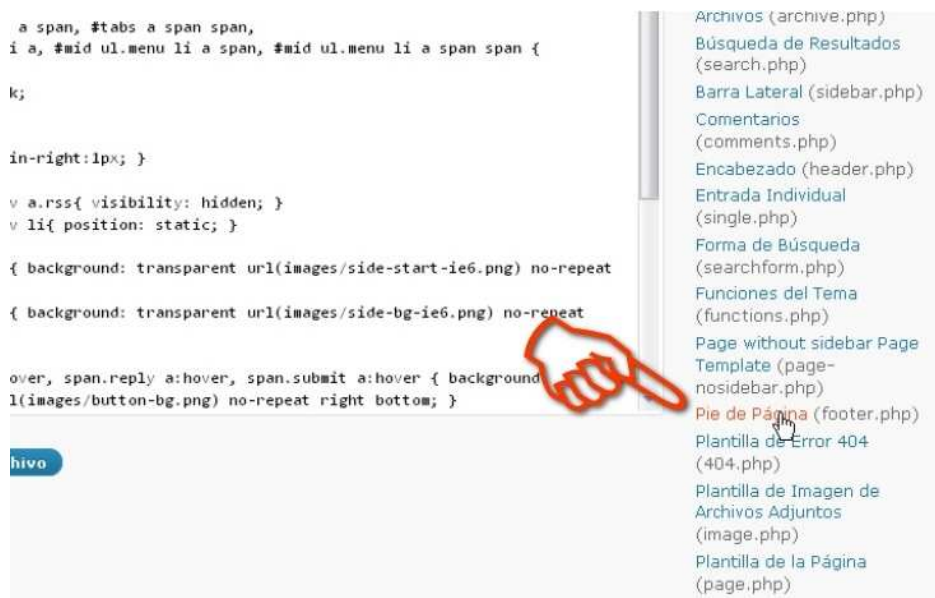 a span, #tabs a span span,
i a, #mid ul.menu li a span, #mid ul.menu li a span span {
k;
in-right:1px; }
v a.rss{ visibility: hidden; }
v li{ position: static; }
{ background: transparent url(images/side-start-ie6.png) no-repeat
{ background: transparent url(images/side-bg-ie6.png) no-repeat
over, span.reply a:hover, span.submit a:hover { background
l(images/button-bg.png) no-repeat right bottom; }
hivo
Archivos (archive.php)
Búsqueda de Resultados
(search.php)
Barra Lateral (sidebar.php)
Comentarios
(comments.php)
Encabezado (header.php)
Entrada Individual
(single.php)
Forma de Búsqueda
(searchform.php)
Funciones del Tema
(functions.php)
Page without sidebar Page
Template (page-
nosidebar.php)
Pie de Página (footer.php)
Plantilla de Error 404
(404.php)
Plantilla de Imagen de
Archivos Adjuntos
(image.php)
Plantilla de la Página
(page.php)